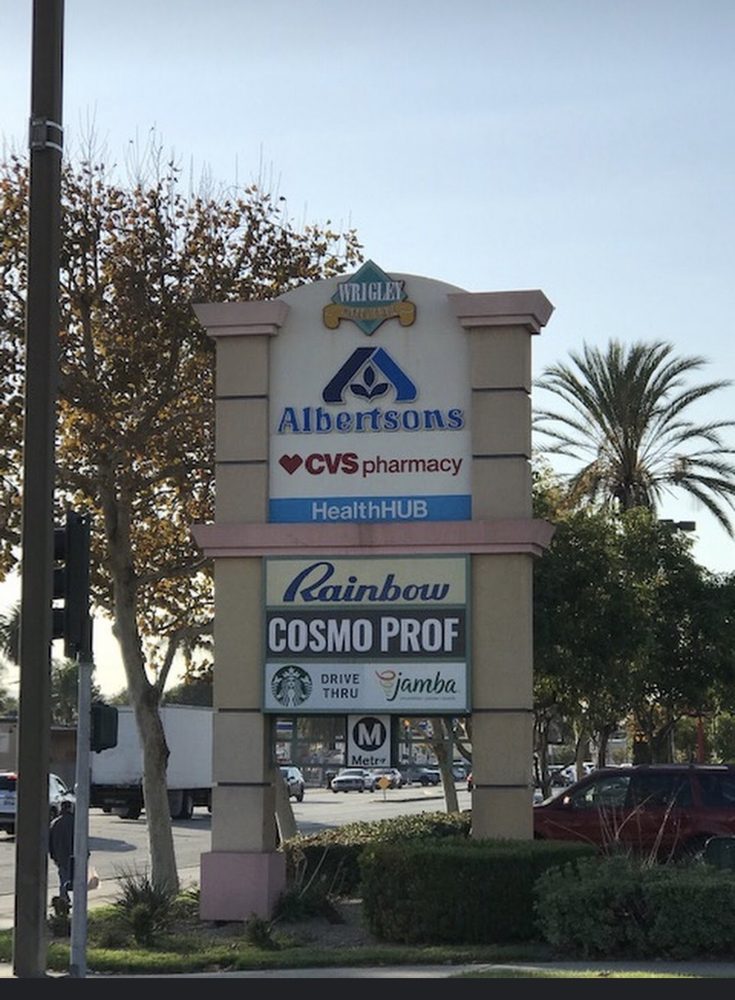 WRIGLEY
Albertsons
CVS pharmacy
HealthHUB
Rainbow
COSMO PROF
DRIVE
THRU
jamba
M
Metro